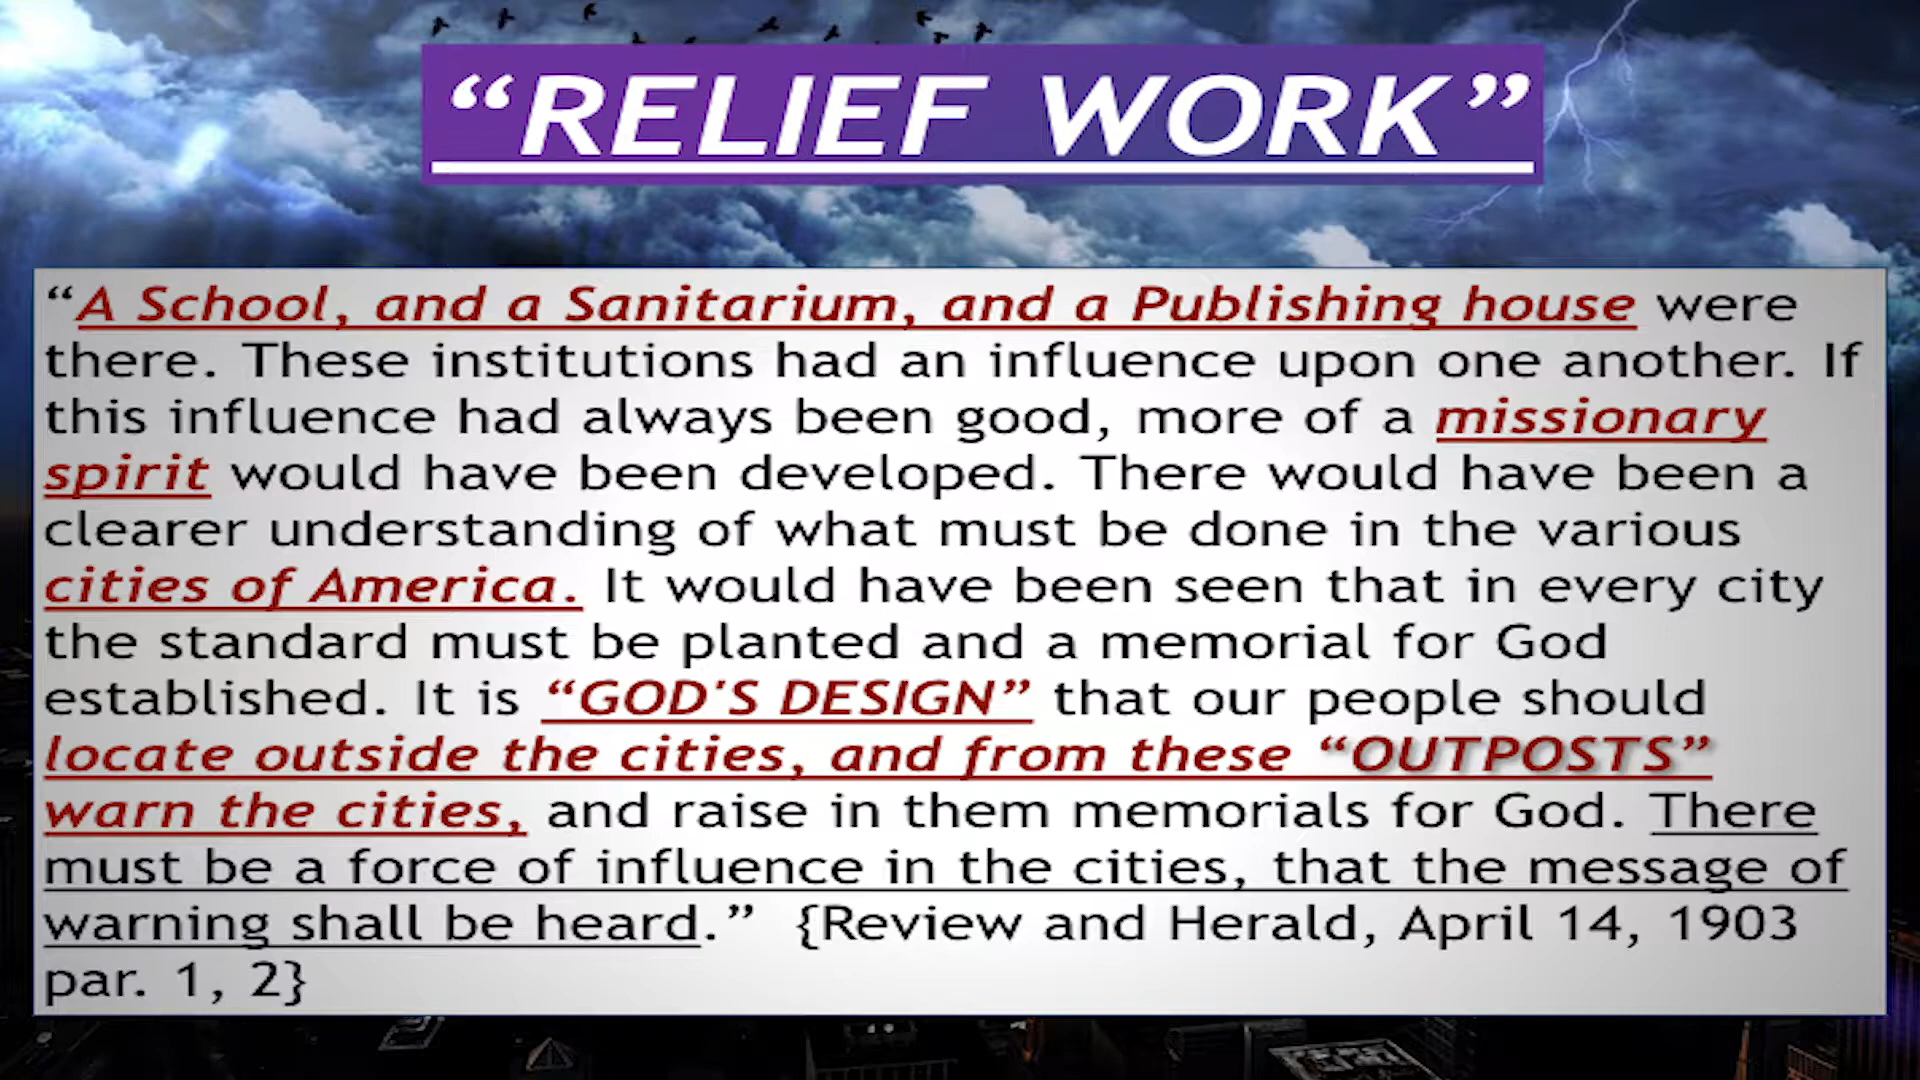 “RELIEF WORK”
“A School, and a Sanitarium, and a Publishing house were
there. These institutions had an influence upon one another. If
this influence had always been good, more of a missionary
spirit would have been developed. There would have been a
clearer understanding of what must be done in the various
cities of America. It would have been seen that in every city
the standard must be planted and a memorial for God
established. It is “GOD'S DESIGN” that our people should
locate outside the cities, and from these “OUTPOSTS”
warn the cities, and raise in them memorials for God. There
must be a force of influence in the cities, that the message of
warning shall be heard.” {Review and Herald, April 14, 1903
par. 1, 2}